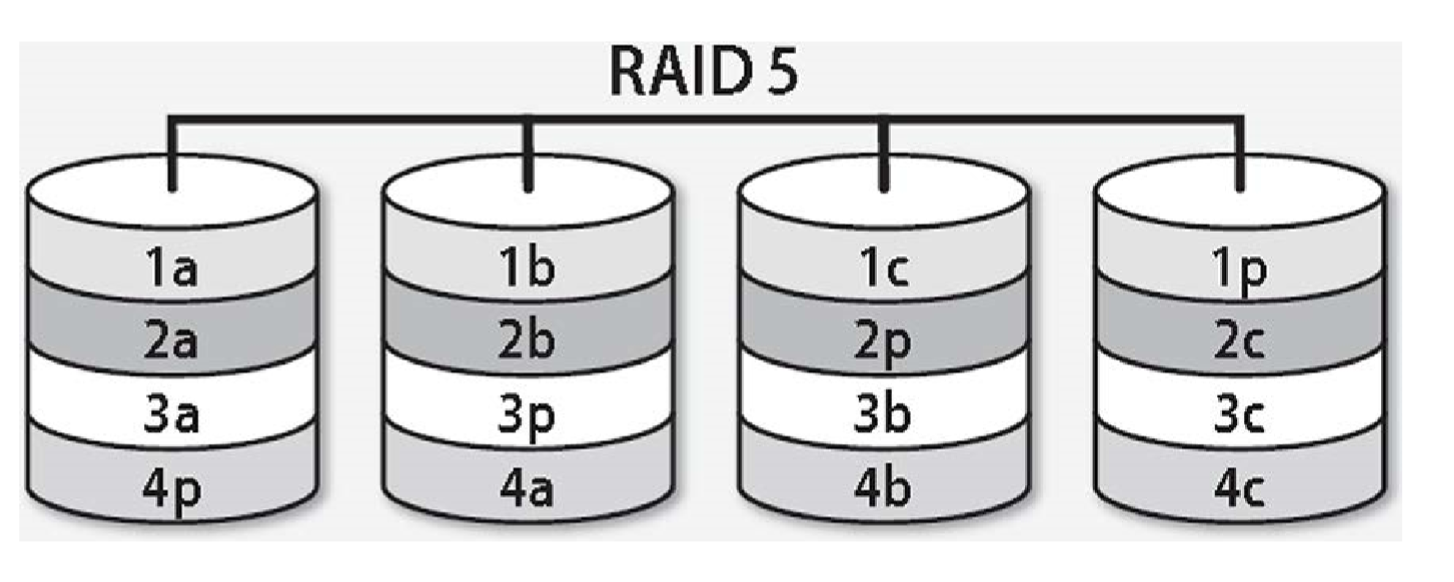 RAID 5
1a 1b 1c 1p
2a 2b 2p 2c
3a 3p 3b 3c
4p 4a 4b 4c